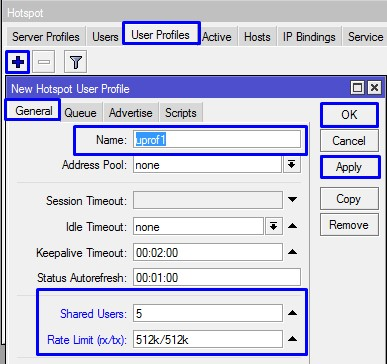 Hotspot
Server Profiles Users User Profiles Active Hosts IP Bindings Service
New Hotspot User Profile
General Queue Advertise Scripts
OK
Name: uprof1
Cancel
Address Pool: none
Apply
Session Timeout:
Copy
Idle Timeout: none
Remove
Keepalive Timeout: 00:02:00
Status Autorefresh: 00:01:00
Shared Users: 5
Rate Limit (rx/tx): 512k/512k